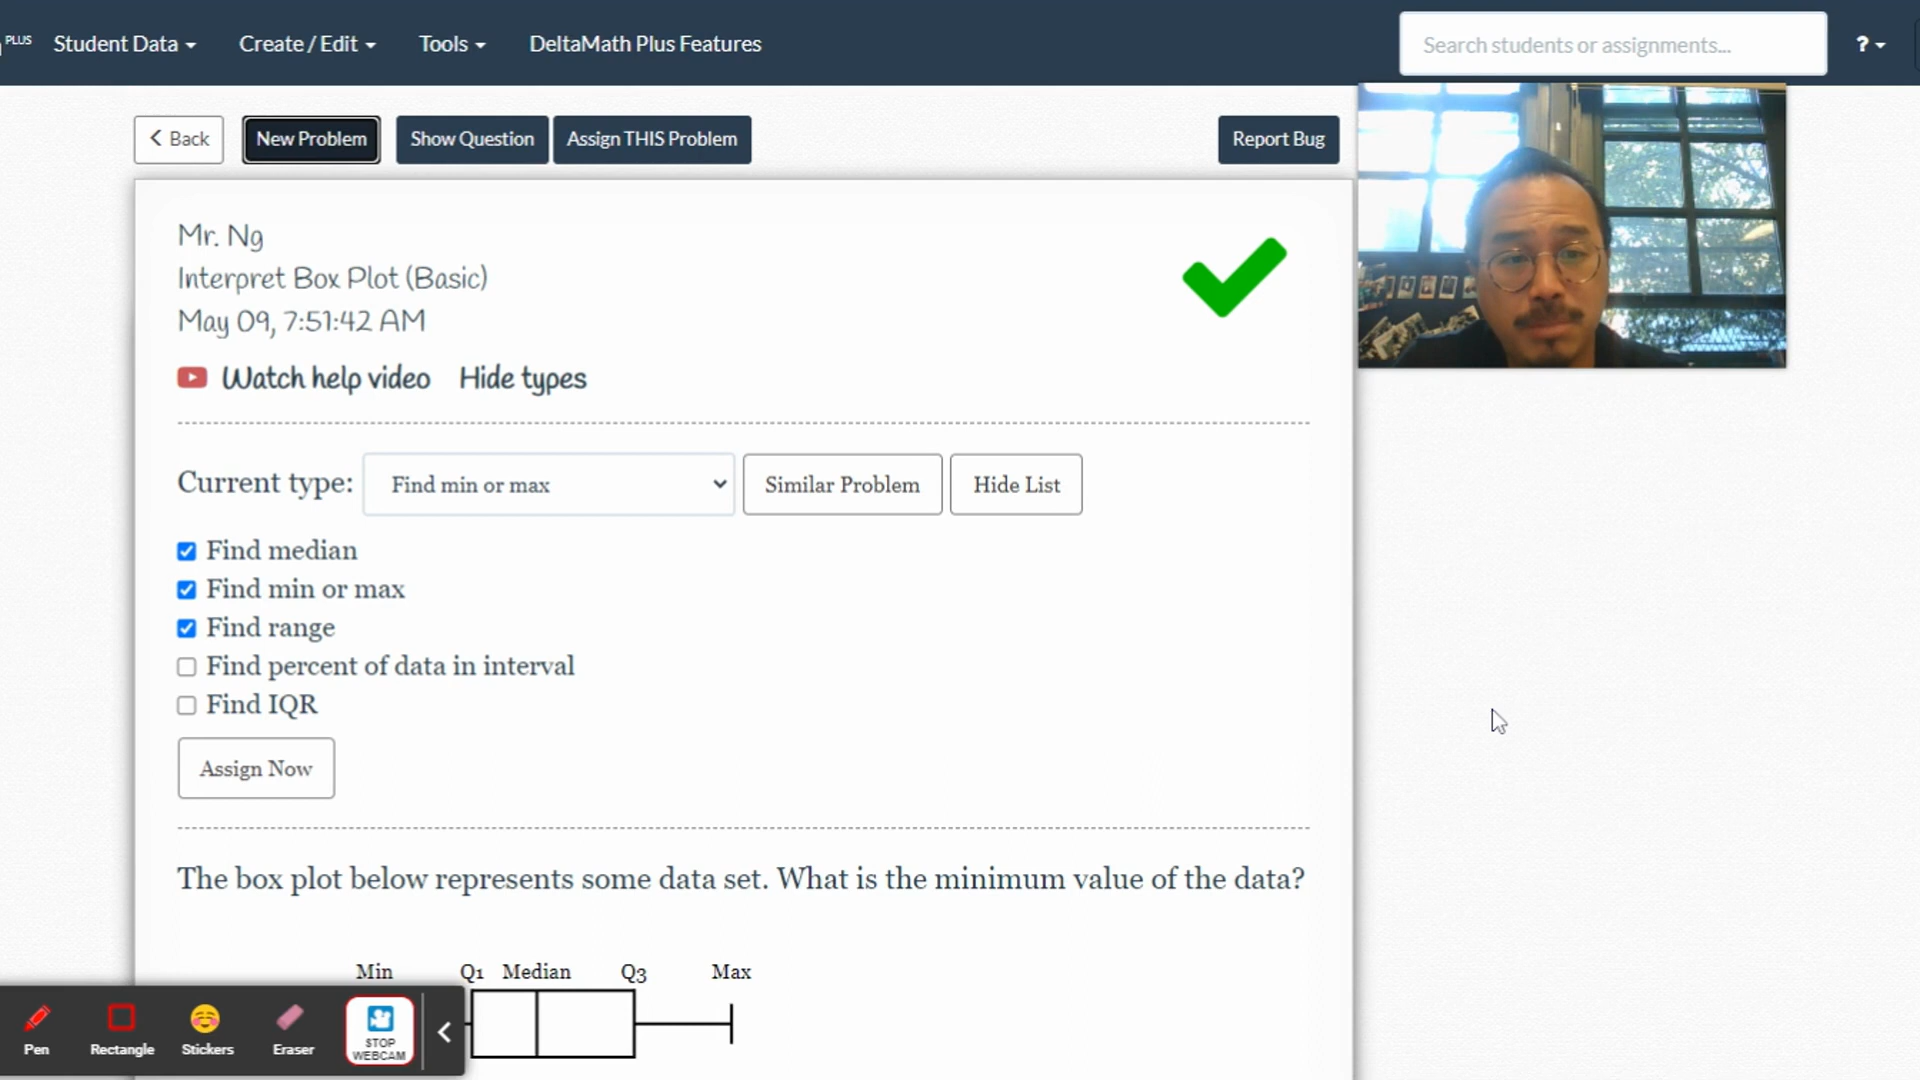 PLUS Student Data Create / Edit Tools DeltaMath Plus Features Search students or assignments... ?
Back New Problem Show Question Assign THIS Problem Report Bug
Mr. Ng
Interpret Box Plot (Basic)
May 09, 7:51:42 AM
Watch help video Hide types
Current type: Find min or max Similar Problem Hide List
Find median
Find min or max
Find range
Find percent of data in interval
Find IQR
Assign Now
The box plot below represents some data set. What is the minimum value of the data?
Min Q1 Median Q3 Max
Pen Rectangle Stickers Eraser STOP
WEBCAM